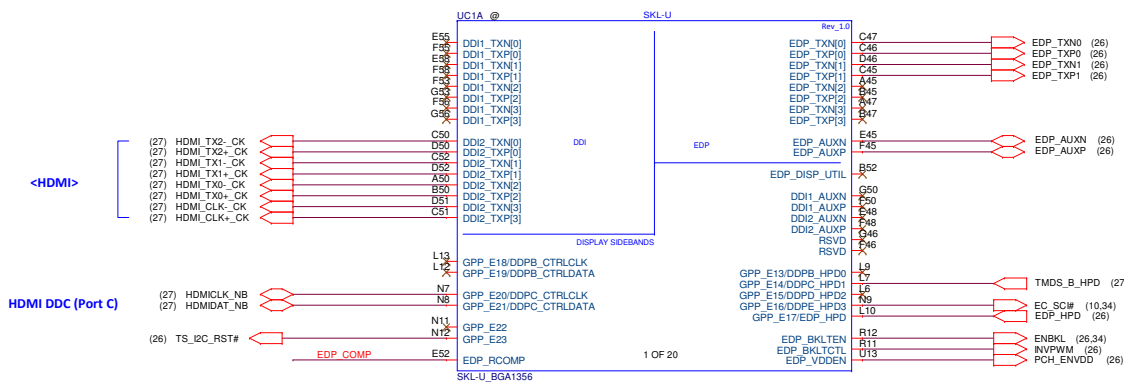 UC1A @ SKL-U
Rev_1.0
E55 DDI1_TXN[0] EDP_TXN[0] C47 EDP_TXN0 (26)
F55 DDI1_TXP[0] EDP_TXP[0] C46 EDP_TXP0 (26)
E58 DDI1_TXN[1] EDP_TXN[1] D46 EDP_TXN1 (26)
F58 DDI1_TXP[1] EDP_TXP[1] C45 EDP_TXP1 (26)
F53 DDI1_TXN[2] EDP_TXN[2] A45
G53 DDI1_TXP[2] EDP_TXP[2] B45
F56 DDI1_TXN[3] EDP_TXN[3] A47
G56 DDI1_TXP[3] EDP_TXP[3] B47
(27) HDMI_TX2-_CK C50 DDI2_TXN[0] DDI EDP EDP_AUXN E45 EDP_AUXN (26)
(27) HDMI_TX2+_CK D50 DDI2_TXP[0] EDP_AUXP F45 EDP_AUXP (26)
(27) HDMI_TX1-_CK C52 DDI2_TXN[1]
(27) HDMI_TX1+_CK D52 DDI2_TXP[1] EDP_DISP_UTIL B52
<HDMI>
(27) HDMI_TX0-_CK A50 DDI2_TXN[2]
(27) HDMI_TX0+_CK B50 DDI2_TXP[2] DDI1_AUXN G50
(27) HDMI_CLK-_CK D51 DDI2_TXN[3] DDI1_AUXP F50
(27) HDMI_CLK+_CK C51 DDI2_TXP[3] DDI2_AUXN E48
DDI2_AUXP F48
RSVD G46
DISPLAY SIDEBANDS RSVD F46
L13 GPP_E18/DDPB_CTRLCLK
L12 GPP_E19/DDPB_CTRLDATA GPP_E13/DDPB_HPD0 L9
GPP_E14/DDPC_HPD1 L7 TMDS_B_HPD (27
HDMI DDC (Port C) (27) HDMICLK_NB N7 GPP_E20/DDPC_CTRLCLK GPP_E15/DDPD_HPD2 L6
(27) HDMIDAT_NB N8 GPP_E21/DDPC_CTRLDATA GPP_E16/DDPE_HPD3 N9 EC_SCI# (10,34)
GPP_E17/EDP_HPD L10 EDP_HPD (26)
N11 GPP_E22
(26) TS_I2C_RST# N12 GPP_E23 EDP_BKLTEN R12 ENBKL (26,34)
EDP_BKLTCTL R11 INVPWM (26)
EDP_COMP E52 EDP_RCOMP 1 OF 20 EDP_VDDEN U13 PCH_ENVDD (26)
SKL-U_BGA1356